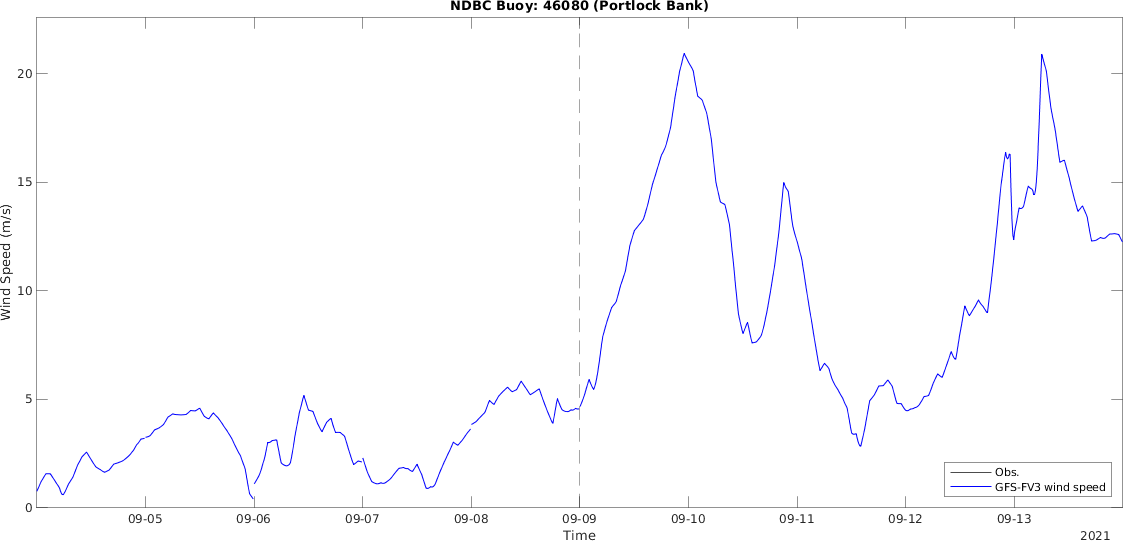 NDBC Buoy: 46080 (Portlock Bank)
20
15
10
5
0
Wind Speed (m/s)
09-05 09-06 09-07 09-08 09-09 09-10 09-11 09-12 09-13
Time
2021
Obs.
GFS-FV3 wind speed